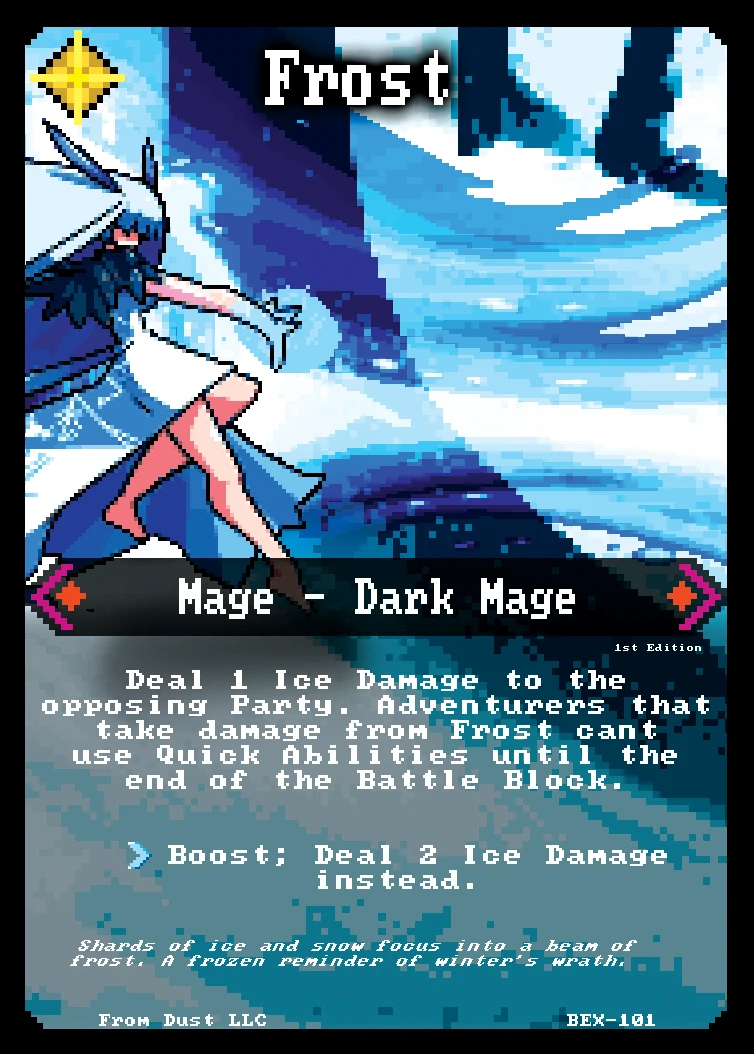 Frost
Mage - Dark Mage
1st Edition
Deal 1 Ice Damage to the
opposing Party. Adventurers that
take damage from Frost cant
use Quick Abilities until the
end of the Battle Block.
Boost; Deal 2 Ice Damage
instead.
Shards of ice and snow focus into a beam of
frost. A frozen reminder of winter's wrath.
From Dust LLC BEX-101